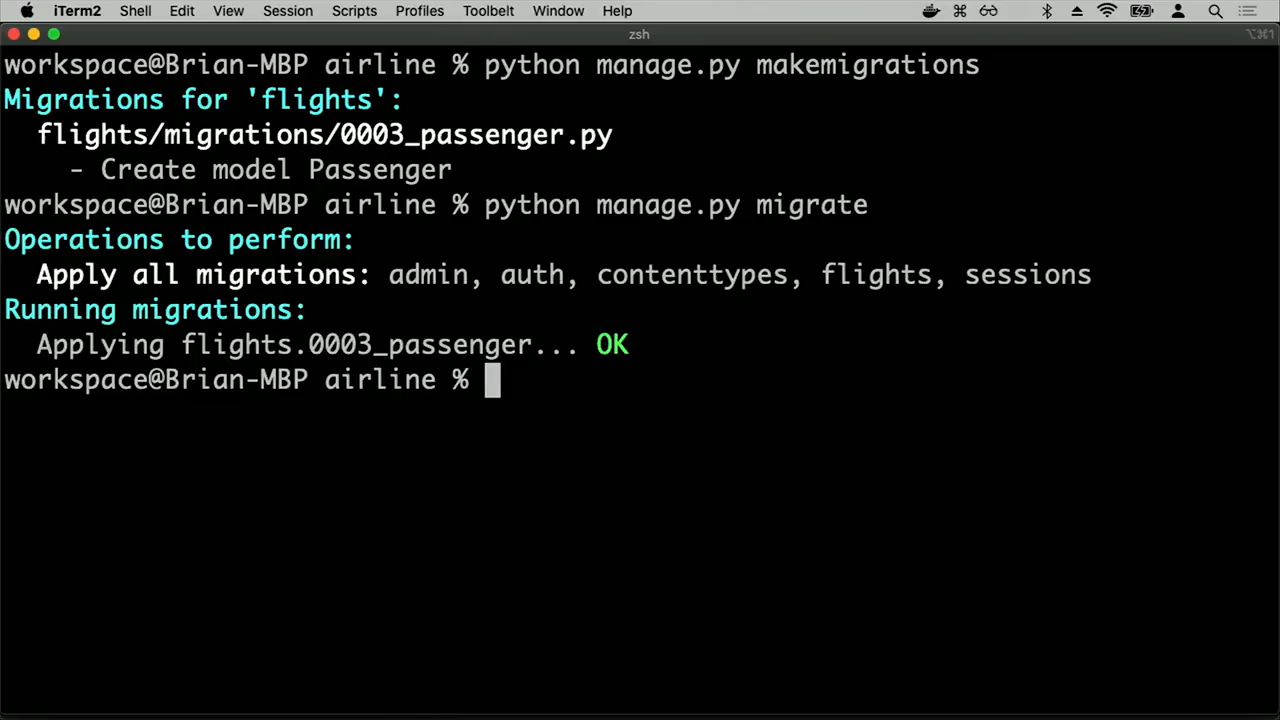 iTerm2 Shell Edit View Session Scripts Profiles Toolbelt Window Help
zsh ⌥⌘1
workspace@Brian-MBP airline % python manage.py makemigrations
Migrations for 'flights':
flights/migrations/0003_passenger.py
- Create model Passenger
workspace@Brian-MBP airline % python manage.py migrate
Operations to perform:
Apply all migrations: admin, auth, contenttypes, flights, sessions
Running migrations:
Applying flights.0003_passenger... OK
workspace@Brian-MBP airline %